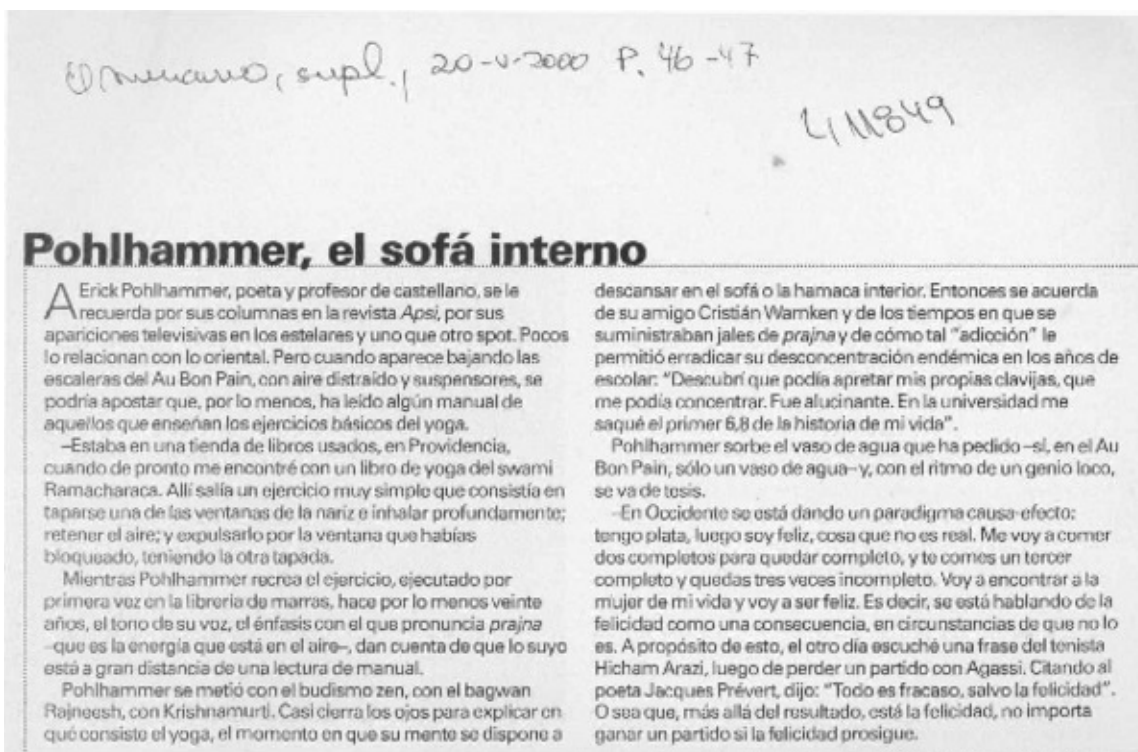 El Mercurio, supl., 20-V-2000 P. 46-47
Pohlhammer, el sofá interno
A Erick Pohlhammer, poeta y profesor de castellano, se le
recuerda por sus columnas en la revista Apsi, por sus
apariciones televisivas en los estelares y uno que otro spot. Pocos
lo relacionan con lo oriental. Pero cuando aparece bajando las
escaleras del Au Bon Pain, con aire distraído y suspensores, se
podría apostar que, por lo menos, ha leído algún manual de
aquellos que enseñan los ejercicios básicos del yoga.
–Estaba en una tienda de libros usados, en Providencia,
cuando de pronto me encontré con un libro de yoga del swami
Ramacharaca. Allí salía un ejercicio muy simple que consistía en
taparse una de las ventanas de la nariz e inhalar profundamente;
retener el aire; y expulsarlo por la ventana que habías
bloqueado, teniendo la otra tapada.
Mientras Pohlhammer recrea el ejercicio, ejecutado por
primera vez en la librería de marras, hace por lo menos veinte
años, el tono de su voz, el énfasis con el que pronuncia prajna
–que es la energía que está en el aire–, dan cuenta de que lo suyo
está a gran distancia de una lectura de manual.
Pohlhammer se metió con el budismo zen, con el bagwan
Rajneesh, con Krishnamurti. Casi cierra los ojos para explicar en
qué consiste el yoga, el momento en que su mente se dispone a
descansar en el sofá o la hamaca interior. Entonces se acuerda
de su amigo Cristián Warnken y de los tiempos en que se
suministraban jales de prajna y de cómo tal "adicción" le
permitió erradicar su desconcentración endémica en los años de
escolar: "Descubrí que podía apretar mis propias clavijas, que
me podía concentrar. Fue alucinante. En la universidad me
saqué el primer 6,8 de la historia de mi vida".
Pohlhammer sorbe el vaso de agua que ha pedido –sí, en el Au
Bon Pain, sólo un vaso de agua– y, con el ritmo de un genio loco,
se va de tesis.
–En Occidente se está dando un paradigma causa-efecto:
tengo plata, luego soy feliz, cosa que no es real. Me voy a comer
dos completos para quedar completo, y te comes un tercer
completo y quedas tres veces incompleto. Voy a encontrar a la
mujer de mi vida y voy a ser feliz. Es decir, se está hablando de la
felicidad como una consecuencia, en circunstancias de que no lo
es. A propósito de esto, el otro día escuché una frase del tenista
Hicham Arazi, luego de perder un partido con Agassi. Citando al
poeta Jacques Prévert, dijo: "Todo es fracaso, salvo la felicidad".
O sea que, más allá del resultado, está la felicidad, no importa
ganar un partido si la felicidad prosigue.